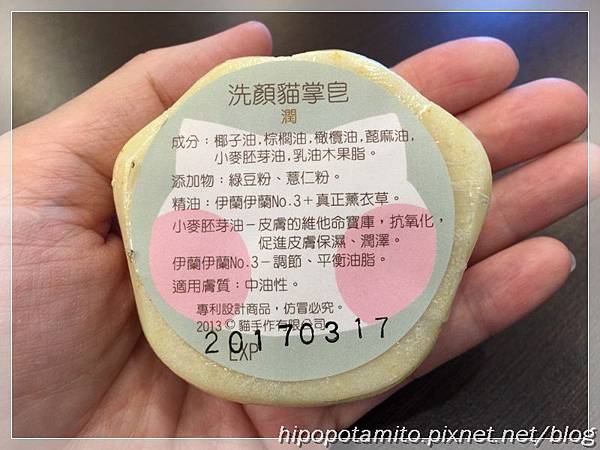 洗顏貓掌皂
潤
成分：椰子油,棕櫚油,橄欖油,蓖麻油,
小麥胚芽油,乳油木果脂。
添加物：綠豆粉、薏仁粉。
精油：伊蘭伊蘭No.3＋真正薰衣草。
小麥胚芽油－皮膚的維他命寶庫，抗氧化，
促進皮膚保濕、潤澤。
伊蘭伊蘭No.3－調節、平衡油脂。
適用膚質：中油性。
專利設計商品，仿冒必究。
2013 © 貓手作有限公司
20170317
EXP
hipopotamito.pixnet.net/blog